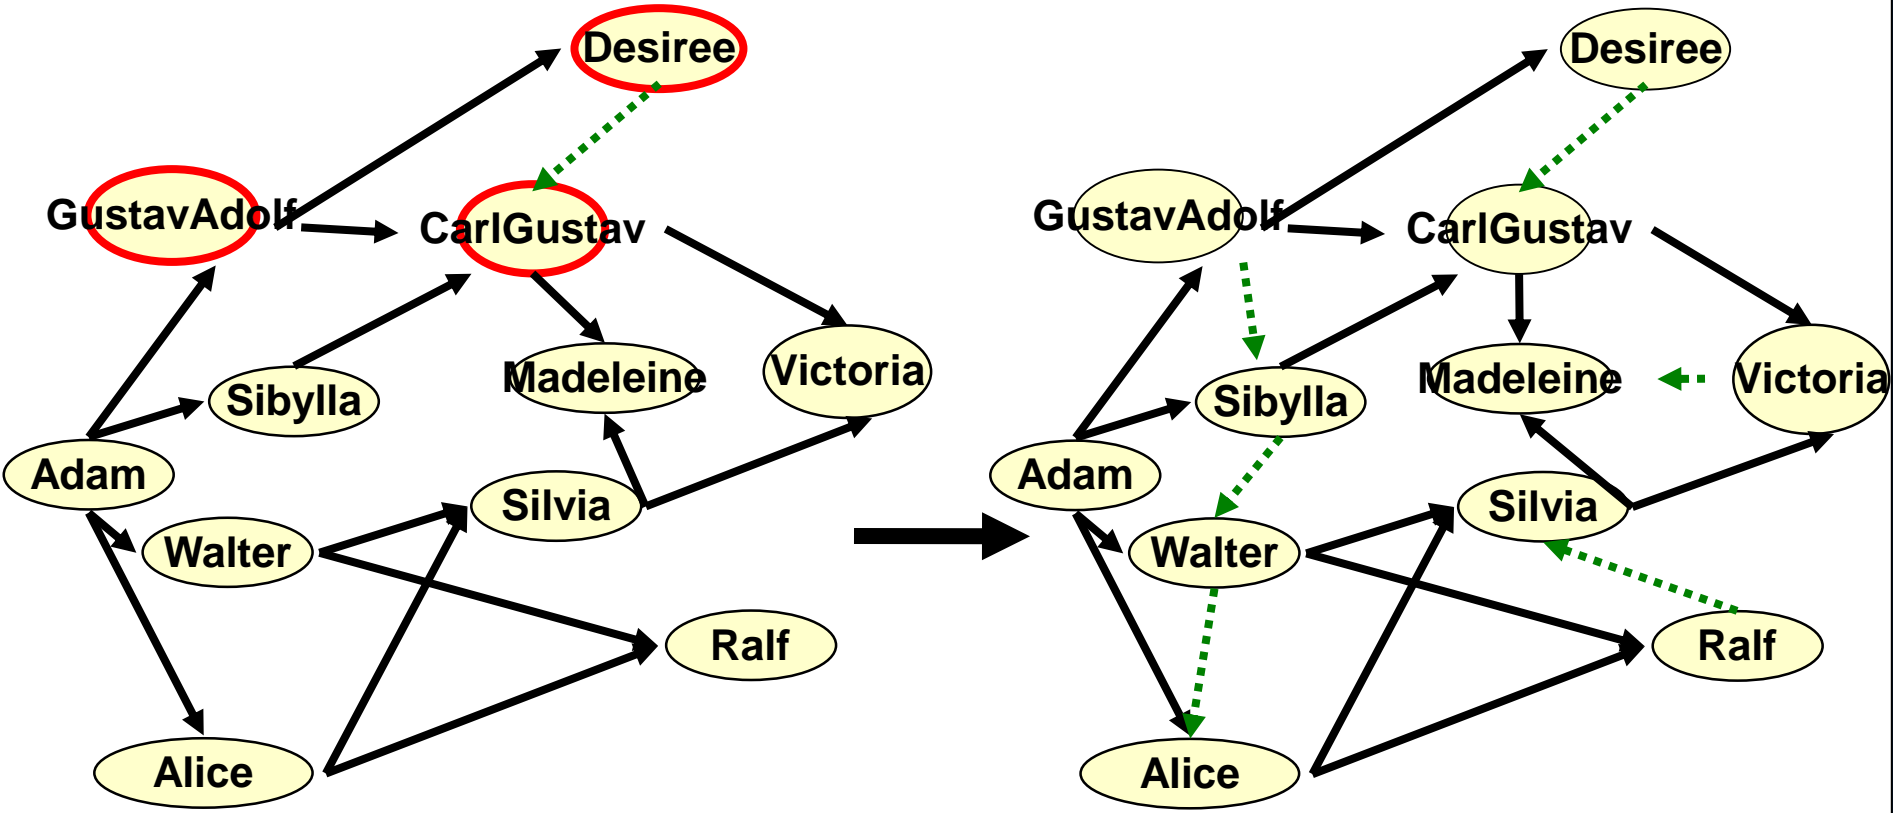 Desiree
GustavAdolf
CarlGustav
Madeleine
Victoria
Sibylla
Adam
Silvia
Walter
Ralf
Alice
Desiree
GustavAdolf
CarlGustav
Madeleine
Victoria
Sibylla
Adam
Silvia
Walter
Ralf
Alice